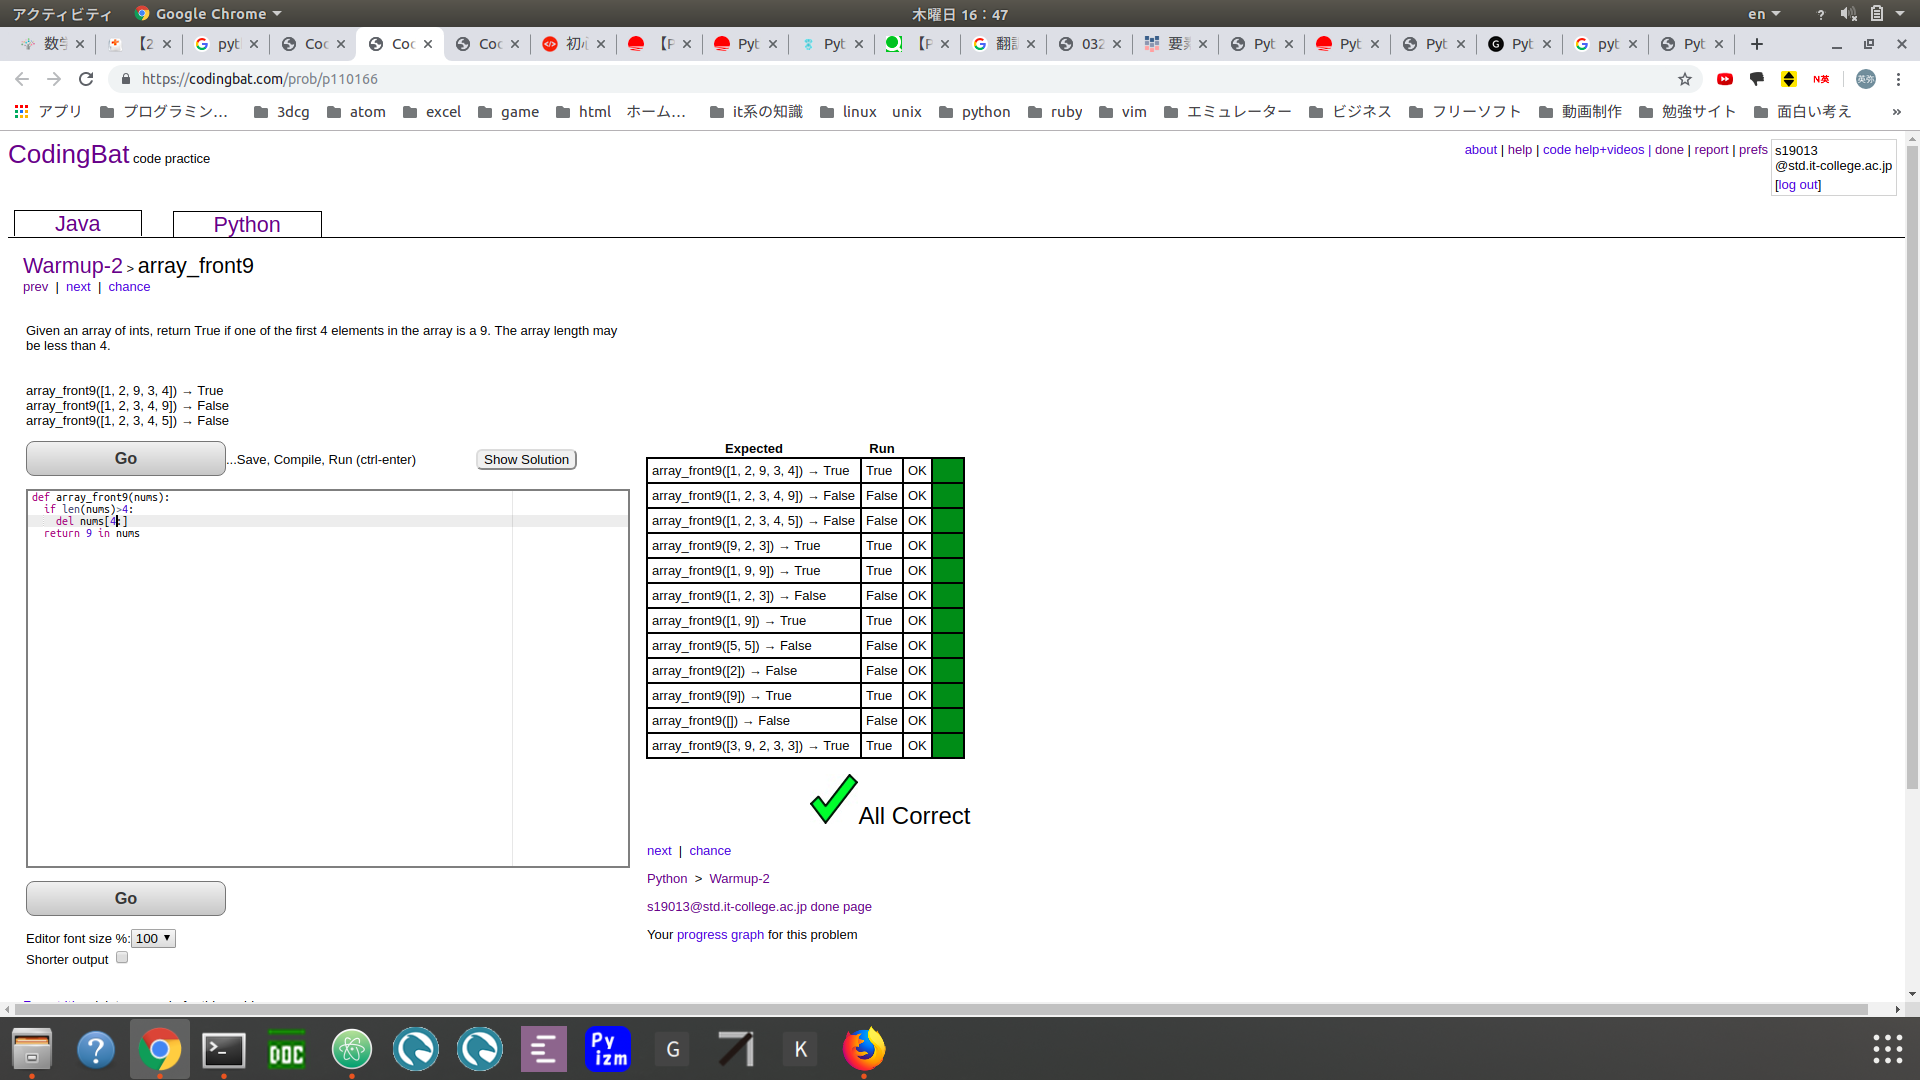 アクティビティ Google Chrome 木曜日 16：47 en
数学 【2 pyt Coc Coc Coc 初心 【P Pyt Pyt 【P 翻訳 032 Pyt Pyt Pyt Pyt pyt Pyt
https://codingbat.com/prob/p110166 N英 英弥
アプリ プログラミン… 3dcg atom excel game html ホーム… it系の知識 linux unix python ruby vim エミュレーター ビジネス フリーソフト 動画制作 勉強サイト 面白い考え »
CodingBat code practice
about | help | code help+videos | done | report | prefs
s19013
@std.it-college.ac.jp
[log out]
Java Python
Warmup-2 > array_front9
prev | next | chance
Given an array of ints, return True if one of the first 4 elements in the array is a 9. The array length may
be less than 4.
array_front9([1, 2, 9, 3, 4]) → True
array_front9([1, 2, 3, 4, 9]) → False
array_front9([1, 2, 3, 4, 5]) → False
Go ...Save, Compile, Run (ctrl-enter) Show Solution
def array_front9(nums):
if len(nums)>4:
del nums[4:]
return 9 in nums
Go
Editor font size %: 100
Shorter output
Expected Run
array_front9([1, 2, 9, 3, 4]) → True True OK
array_front9([1, 2, 3, 4, 9]) → False False OK
array_front9([1, 2, 3, 4, 5]) → False False OK
array_front9([9, 2, 3]) → True True OK
array_front9([1, 9, 9]) → True True OK
array_front9([1, 2, 3]) → False False OK
array_front9([1, 9]) → True True OK
array_front9([5, 5]) → False False OK
array_front9([2]) → False False OK
array_front9([9]) → True True OK
array_front9([]) → False False OK
array_front9([3, 9, 2, 3, 3]) → True True OK
All Correct
next | chance
Python > Warmup-2
s19013@std.it-college.ac.jp done page
Your progress graph for this problem
DOC Py izm G K